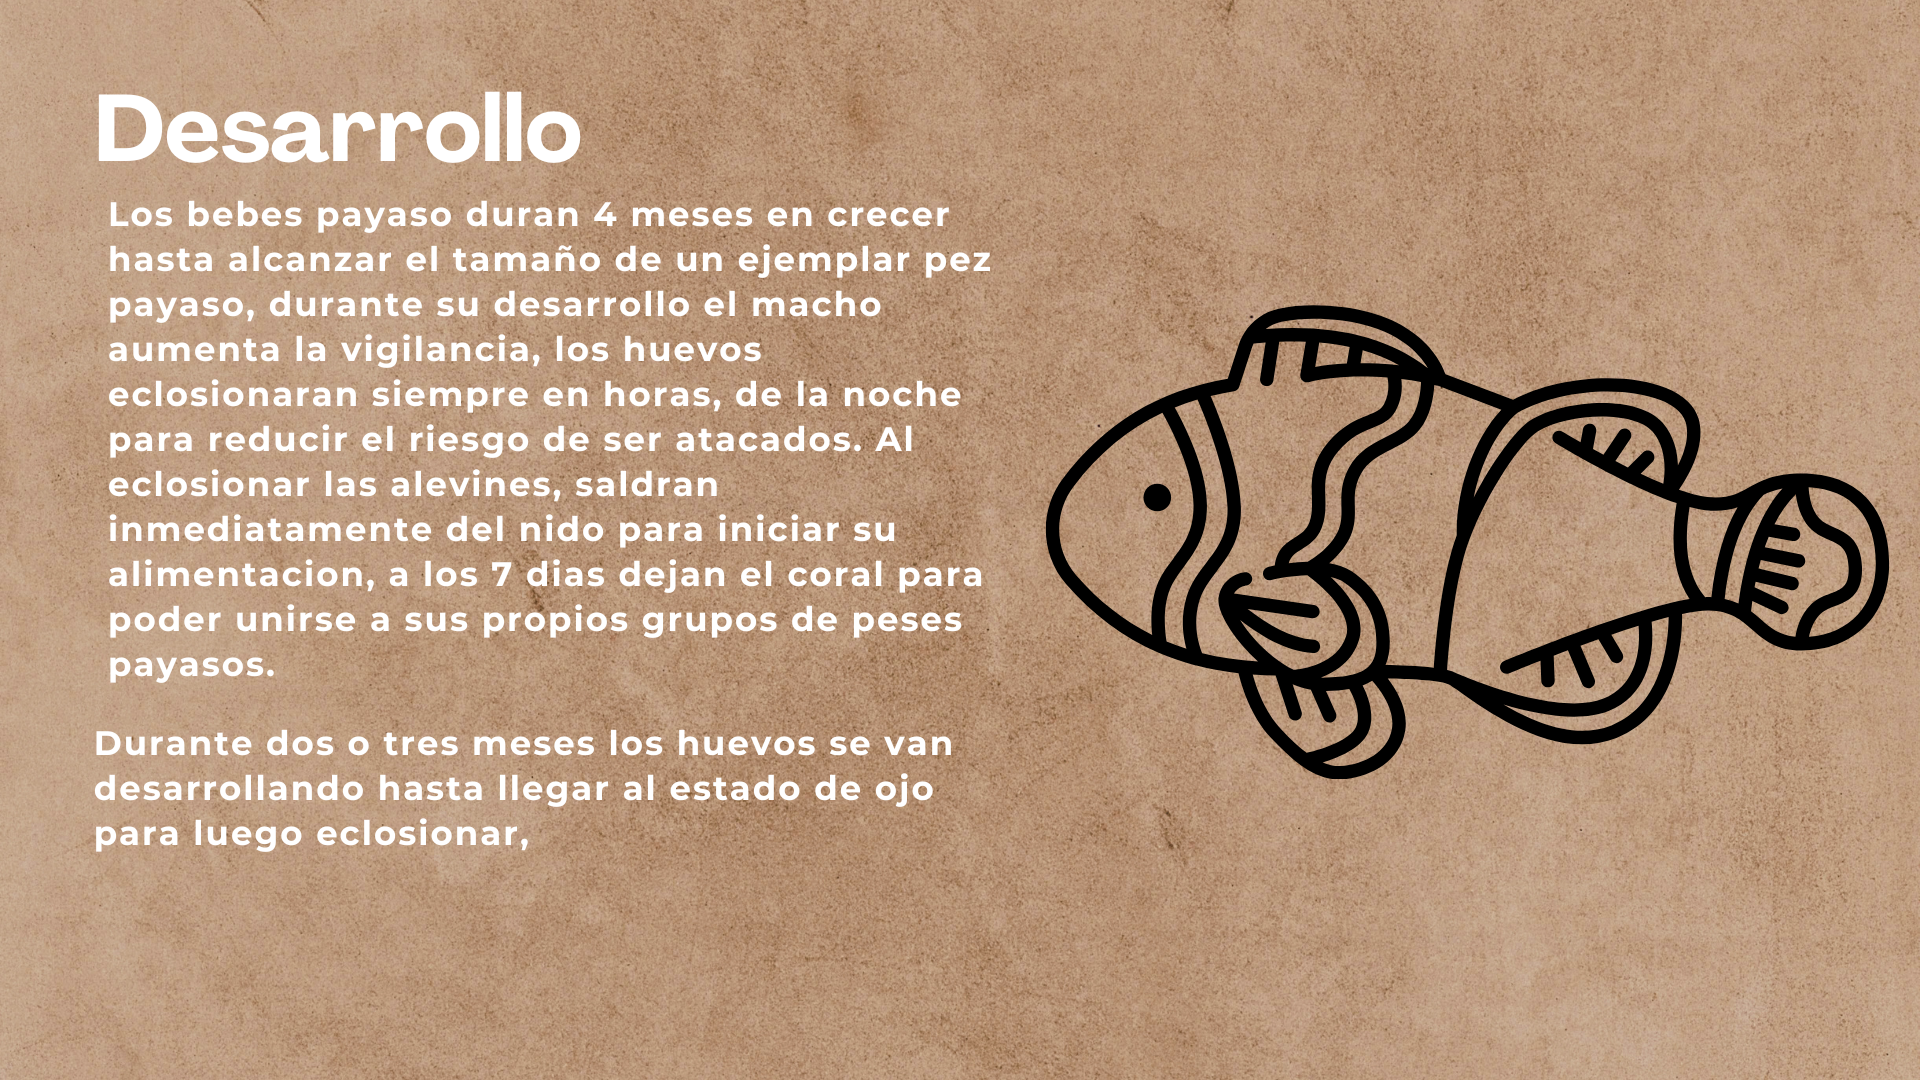 Desarrollo
Los bebes payaso duran 4 meses en crecer
hasta alcanzar el tamaño de un ejemplar pez
payaso, durante su desarrollo el macho
aumenta la vigilancia, los huevos
eclosionaran siempre en horas, de la noche
para reducir el riesgo de ser atacados. Al
eclosionar las alevines, saldran
inmediatamente del nido para iniciar su
alimentacion, a los 7 dias dejan el coral para
poder unirse a sus propios grupos de peses
payasos.
Durante dos o tres meses los huevos se van
desarrollando hasta llegar al estado de ojo
para luego eclosionar,